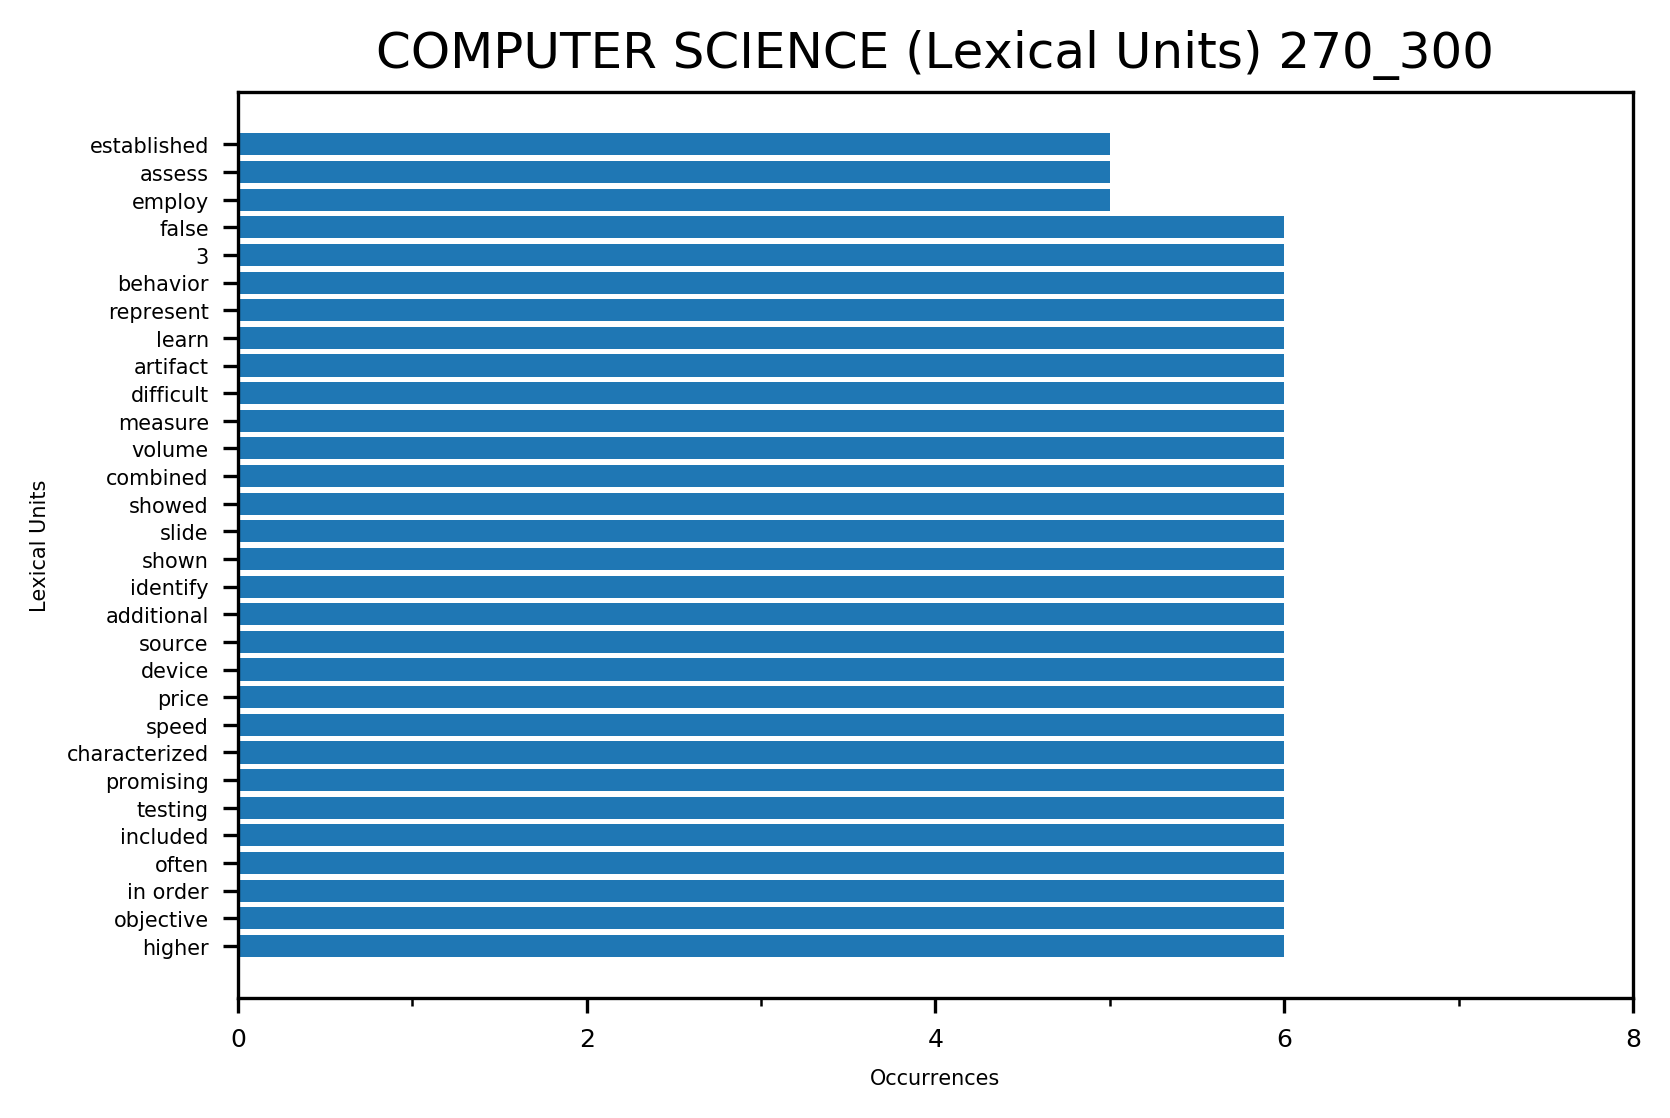 COMPUTER SCIENCE (Lexical Units) 270_300
established
assess
employ
false
3
behavior
represent
learn
artifact
difficult
measure
volume
combined
showed
slide
shown
identify
additional
source
device
price
speed
characterized
promising
testing
included
often
in order
objective
higher
Lexical Units
0 2 4 6 8
Occurrences